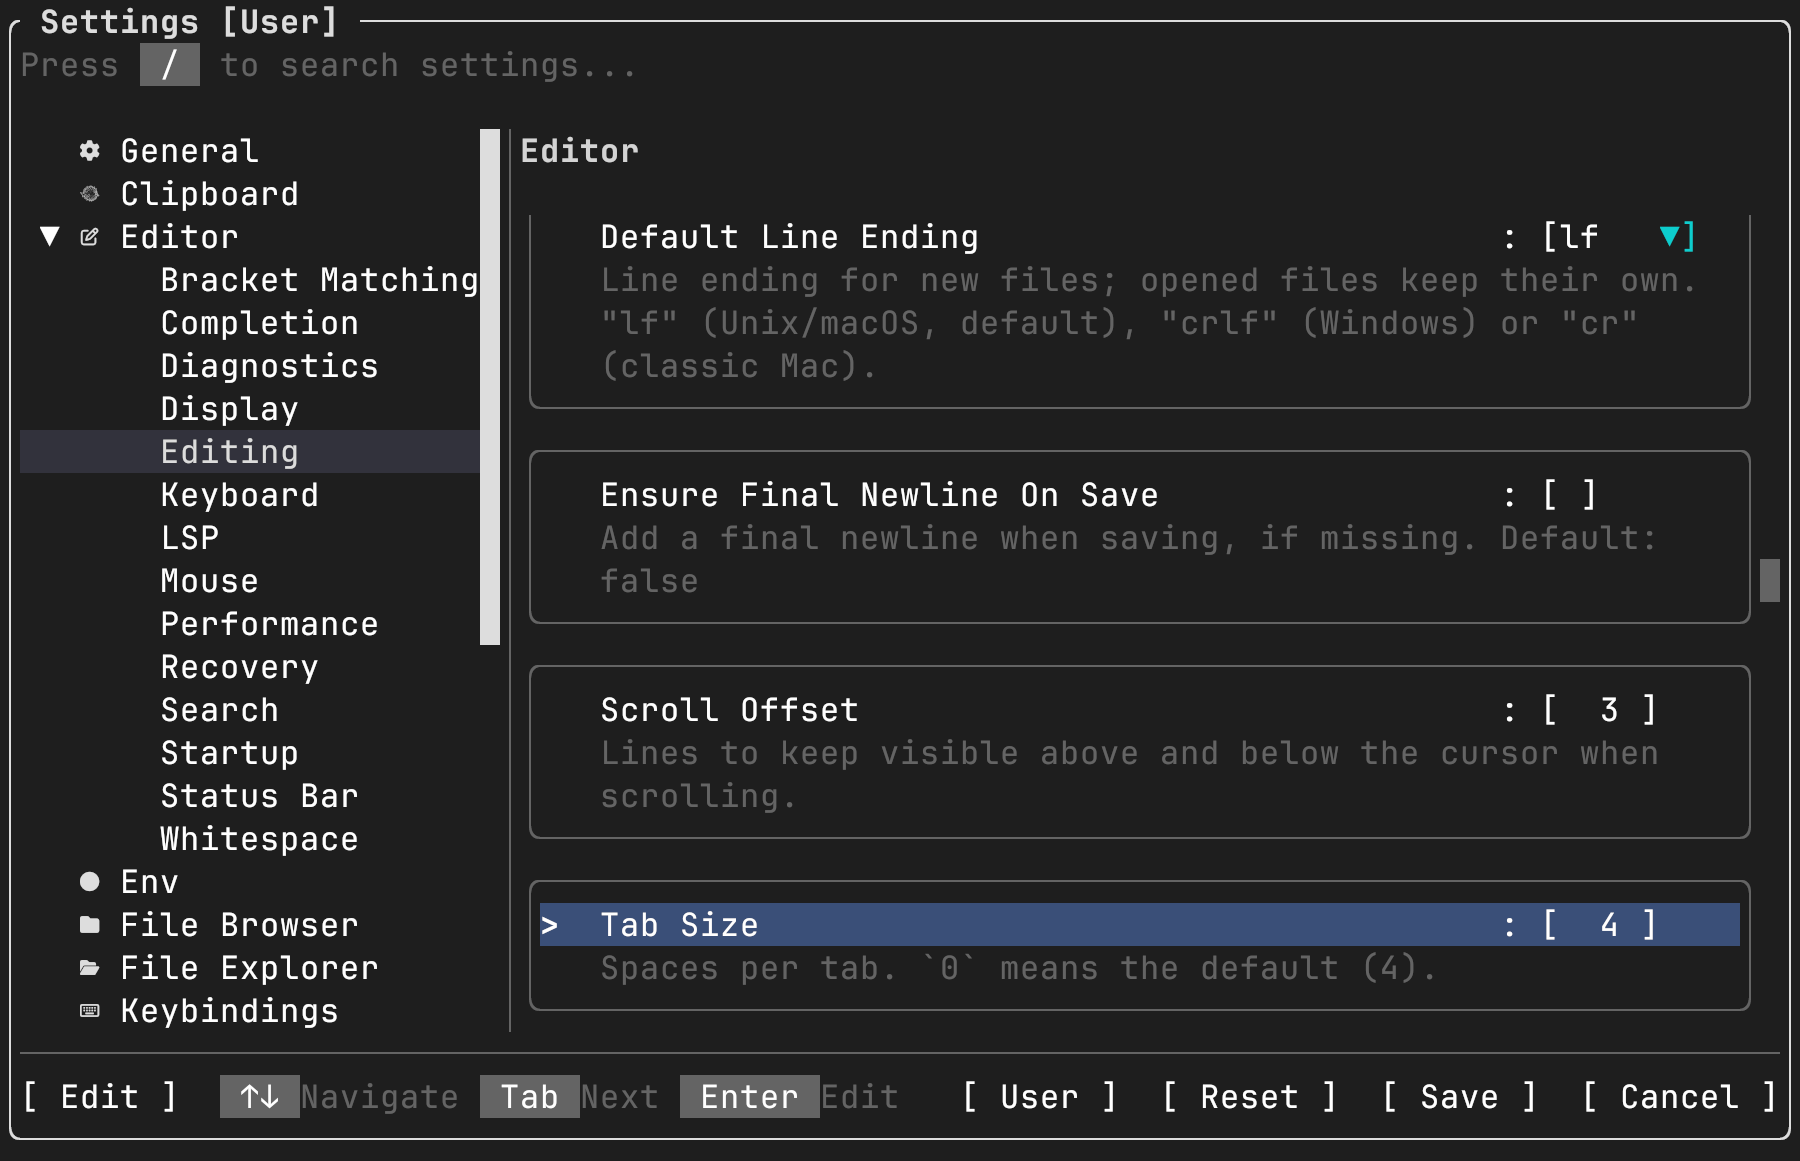 Settings [User]
Press / to search settings...
General
Clipboard
▼ Editor
Bracket Matching
Completion
Diagnostics
Display
Editing
Keyboard
LSP
Mouse
Performance
Recovery
Search
Startup
Status Bar
Whitespace
Env
File Browser
File Explorer
Keybindings
Editor
Default Line Ending : [lf ▼]
Line ending for new files; opened files keep their own.
"lf" (Unix/macOS, default), "crlf" (Windows) or "cr"
(classic Mac).
Ensure Final Newline On Save : [ ]
Add a final newline when saving, if missing. Default:
false
Scroll Offset : [ 3 ]
Lines to keep visible above and below the cursor when
scrolling.
> Tab Size : [ 4 ]
Spaces per tab. `0` means the default (4).
[ Edit ] ↑↓ Navigate Tab Next Enter Edit [ User ] [ Reset ] [ Save ] [ Cancel ]